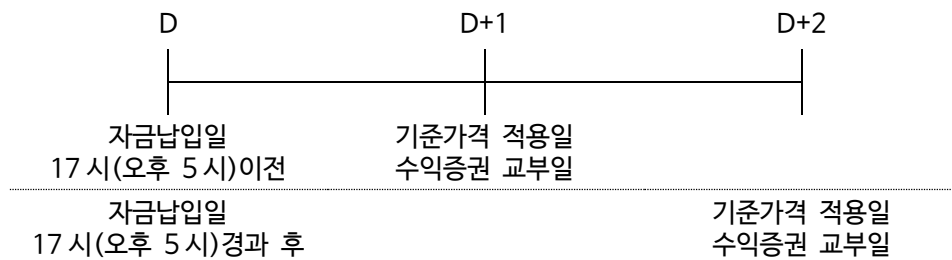 D D+1 D+2
자금납입일 기준가격 적용일
17 시(오후 5 시)이전 수익증권 교부일
자금납입일 기준가격 적용일
17 시(오후 5 시)경과 후 수익증권 교부일